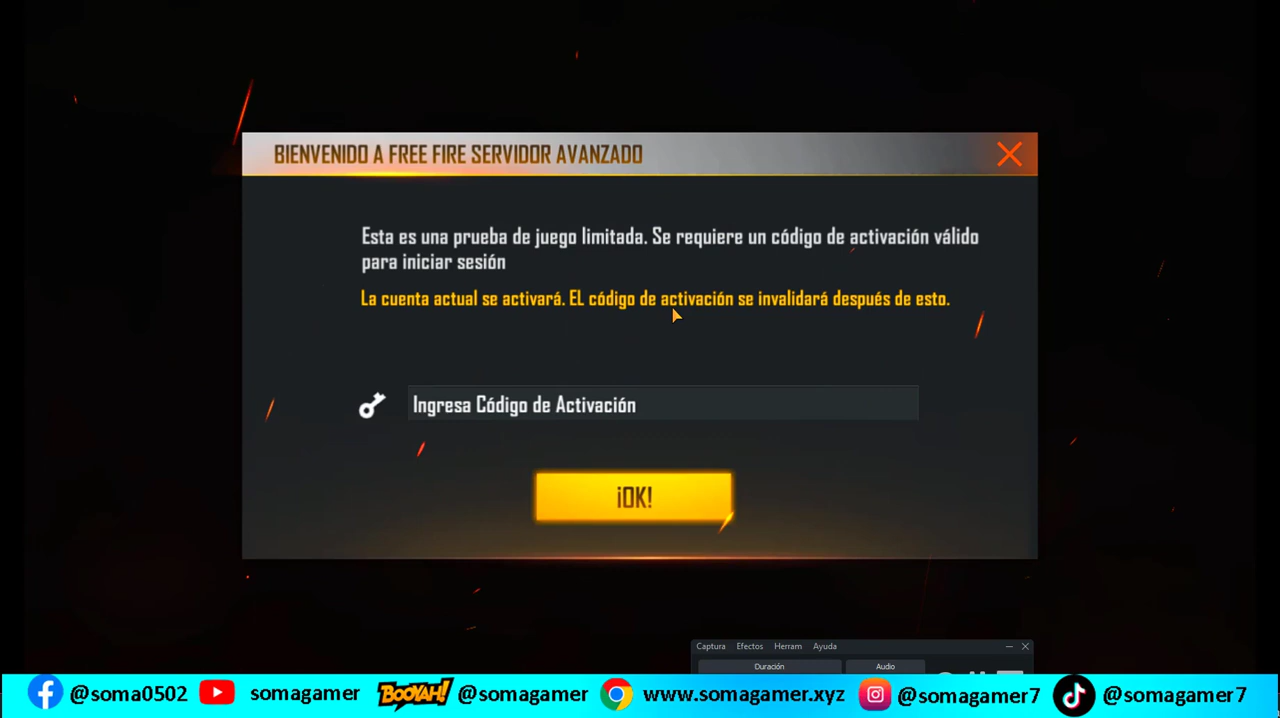 BIENVENIDO A FREE FIRE SERVIDOR AVANZADO
Esta es una prueba de juego limitada. Se requiere un código de activación válido
para iniciar sesión
La cuenta actual se activará. EL código de activación se invalidará después de esto.
Ingresa Código de Activación
¡OK!
Captura Efectos Herram Ayuda
Duración Audio
@soma0502 somagamer BOOYAH! @somagamer www.somagamer.xyz @somagamer7 @somagamer7